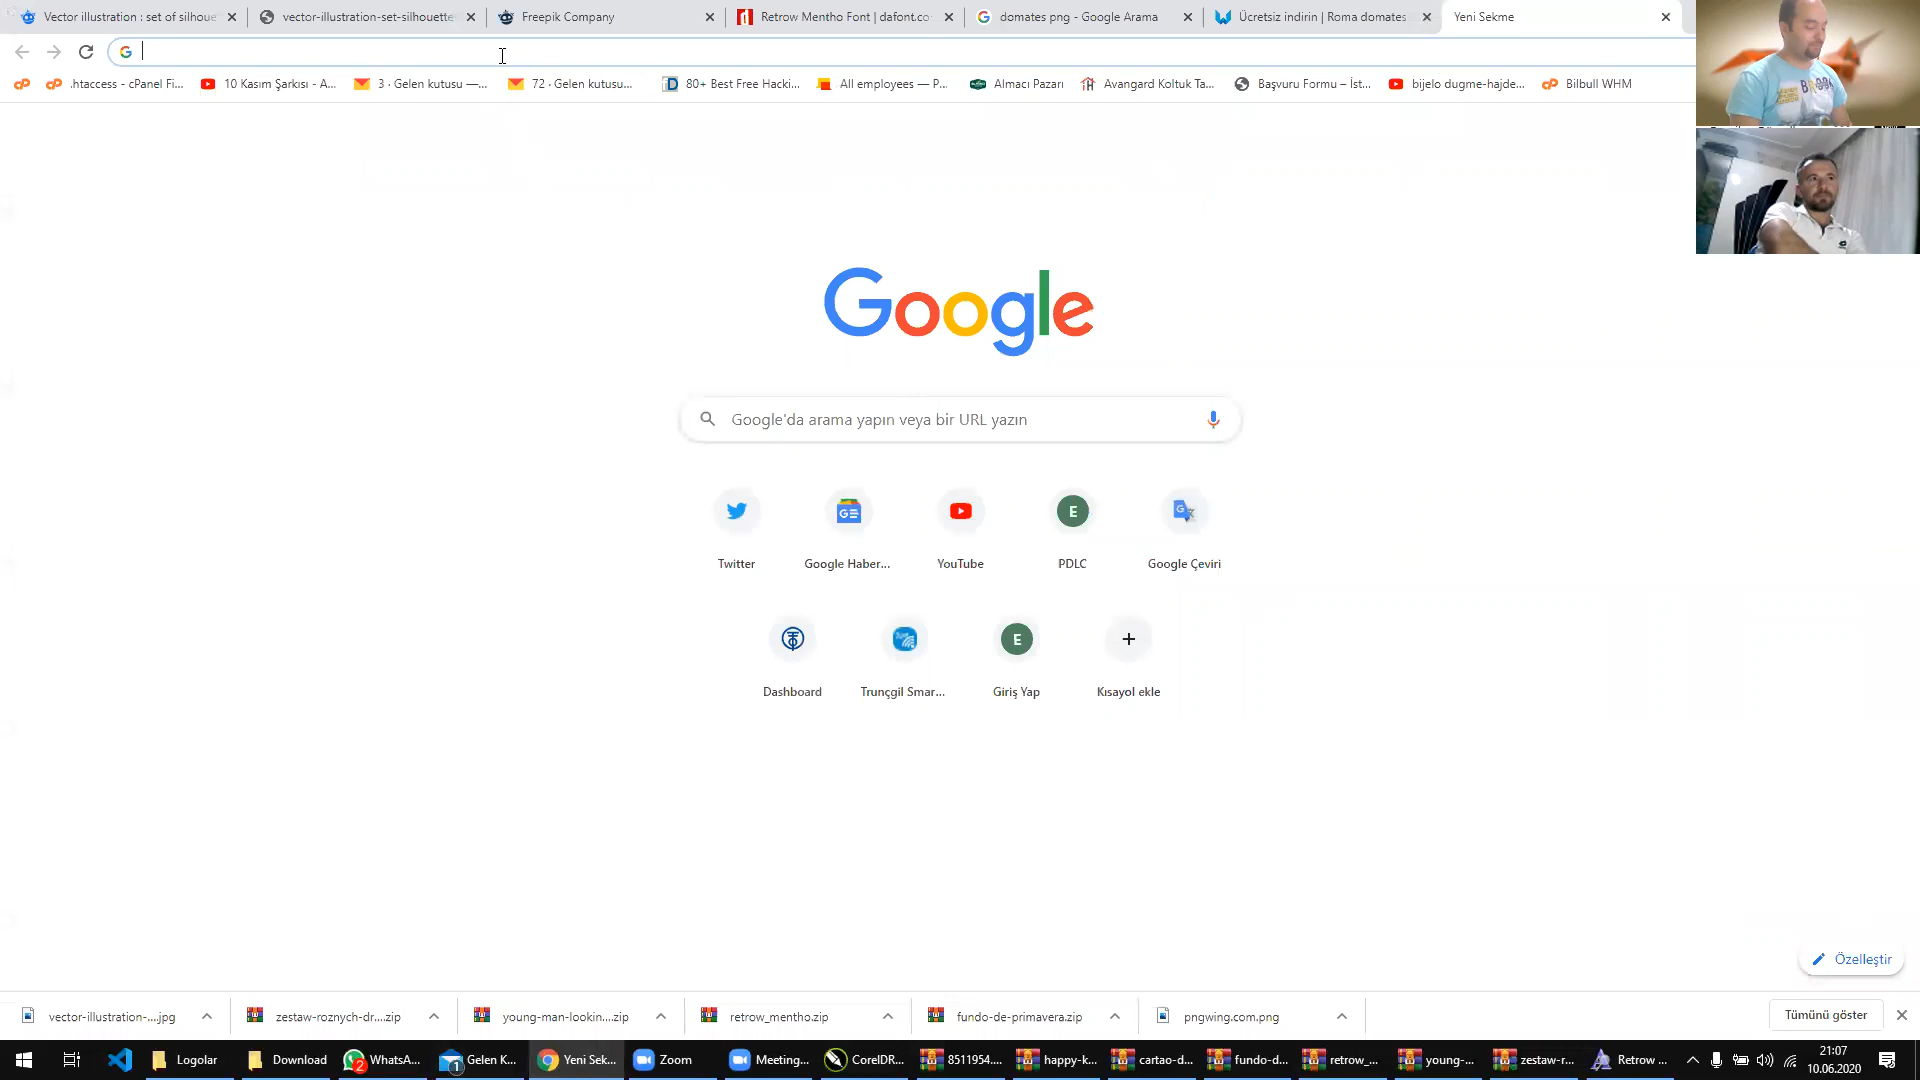 Vector illustration : set of silhoue
vector-illustration-set-silhouette
Freepik Company
Retrow Mentho Font | dafont.co
domates png - Google Arama
Ücretsiz indirin | Roma domates
Yeni Sekme
.htaccess - cPanel Fi...
10 Kasım Şarkısı - A...
3 · Gelen kutusu —...
72 · Gelen kutusu...
80+ Best Free Hacki...
All employees — P...
Almacı Pazarı
Avangard Koltuk Ta...
Başvuru Formu – İst...
bijelo dugme-hajde...
Bilbull WHM
Google
Google'da arama yapın veya bir URL yazın
Twitter
Google Haber...
YouTube
E
PDLC
Google Çeviri
Dashboard
Trunçgil Smar...
E
Giriş Yap
Kısayol ekle
Özelleştir
vector-illustration-....jpg
zestaw-roznych-dr....zip
young-man-lookin....zip
retrow_mentho.zip
fundo-de-primavera.zip
pngwing.com.png
Tümünü göster
Logolar
Download
2
WhatsA...
1
Gelen K...
Yeni Sek...
Zoom
Meeting...
CorelDR...
8511954....
happy-k...
cartao-d...
fundo-d...
retrow_...
young-...
zestaw-r...
Retrow ...
21:07
10.06.2020